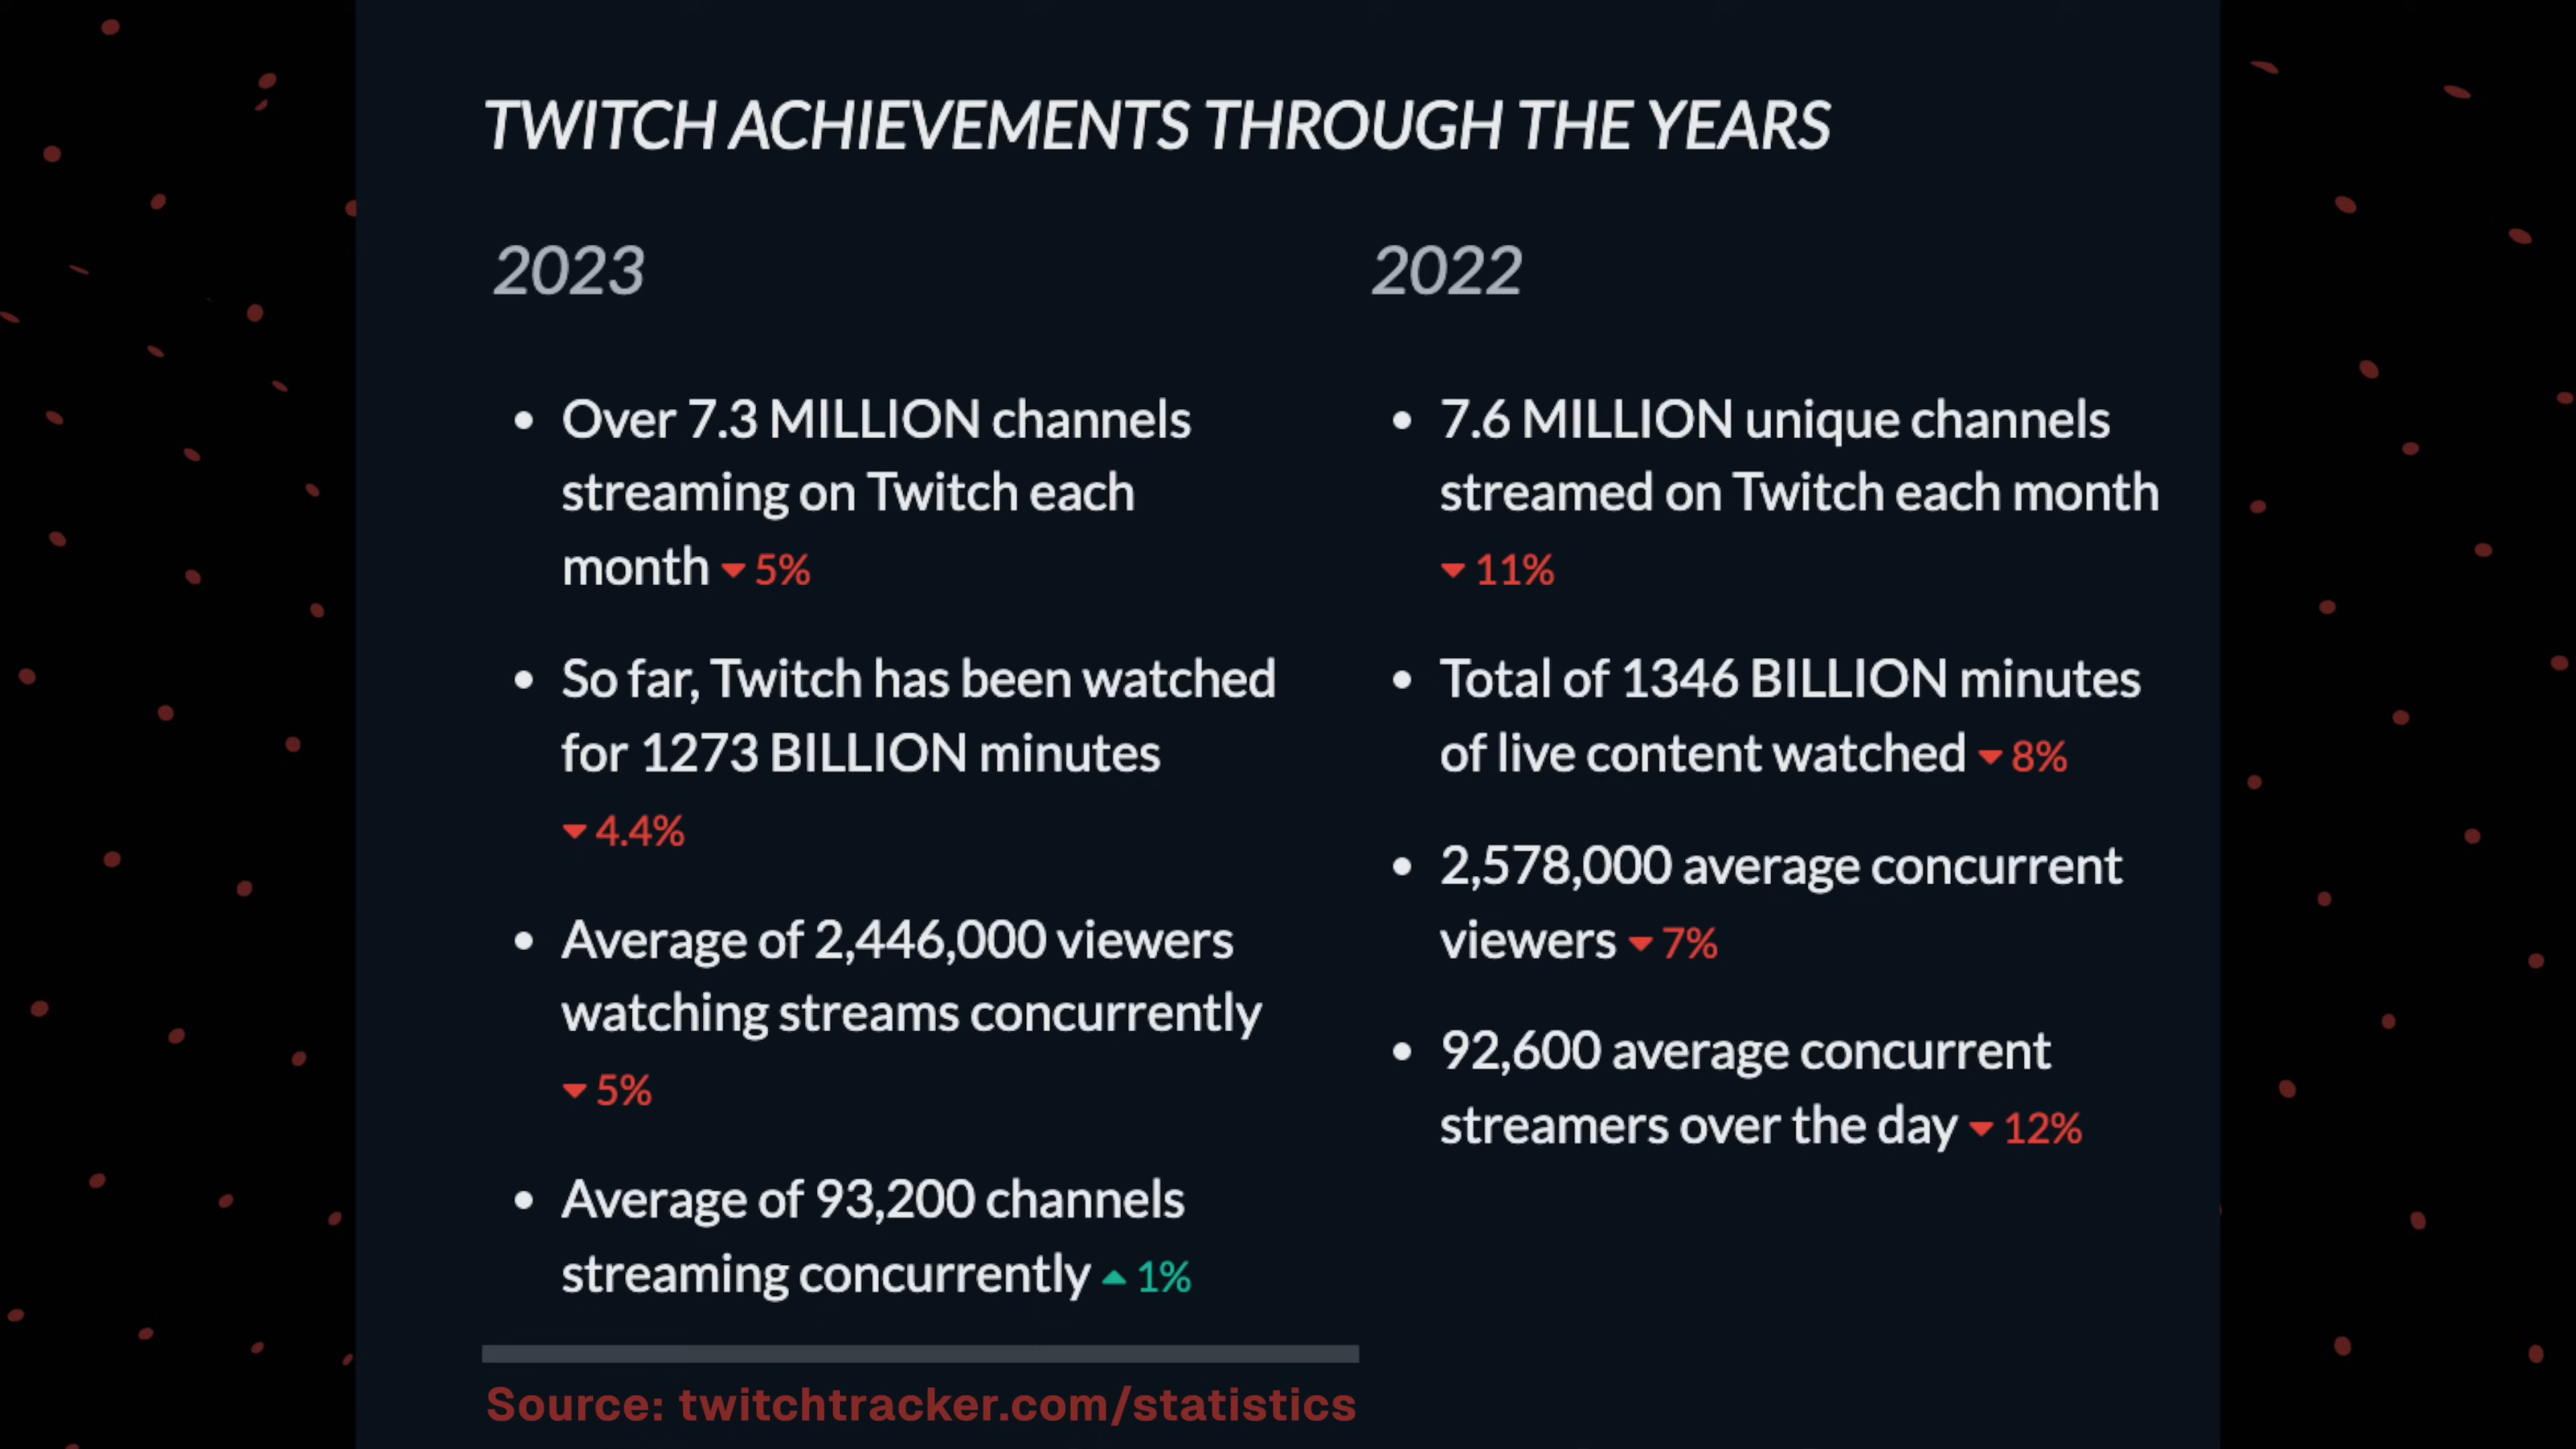 TWITCH ACHIEVEMENTS THROUGH THE YEARS
2023
• Over 7.3 MILLION channels
streaming on Twitch each
month ▼ 5%
• So far, Twitch has been watched
for 1273 BILLION minutes
▼ 4.4%
• Average of 2,446,000 viewers
watching streams concurrently
▼ 5%
• Average of 93,200 channels
streaming concurrently ▲ 1%
2022
• 7.6 MILLION unique channels
streamed on Twitch each month
▼ 11%
• Total of 1346 BILLION minutes
of live content watched ▼ 8%
• 2,578,000 average concurrent
viewers ▼ 7%
• 92,600 average concurrent
streamers over the day ▼ 12%
Source: twitchtracker.com/statistics